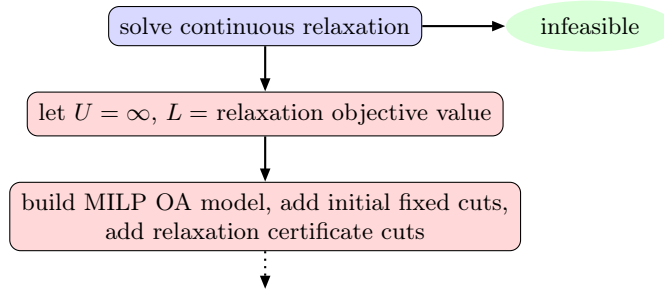 solve continuous relaxation
infeasible
let U = ∞, L = relaxation objective value
build MILP OA model, add initial fixed cuts,
add relaxation certificate cuts